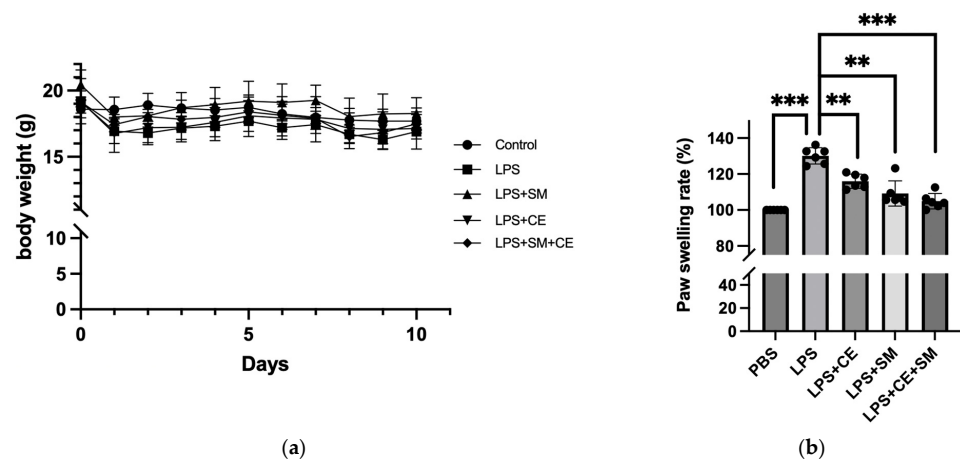 body weight (g)
20
15
10
5
0
0
5
10
Days
Control
LPS
LPS+SM
LPS+CE
LPS+SM+CE
(a)
***
**
***
**
Paw swelling rate (%)
140
120
100
80
40
20
0
PBS
LPS
LPS+CE
LPS+SM
LPS+CE+SM
(b)